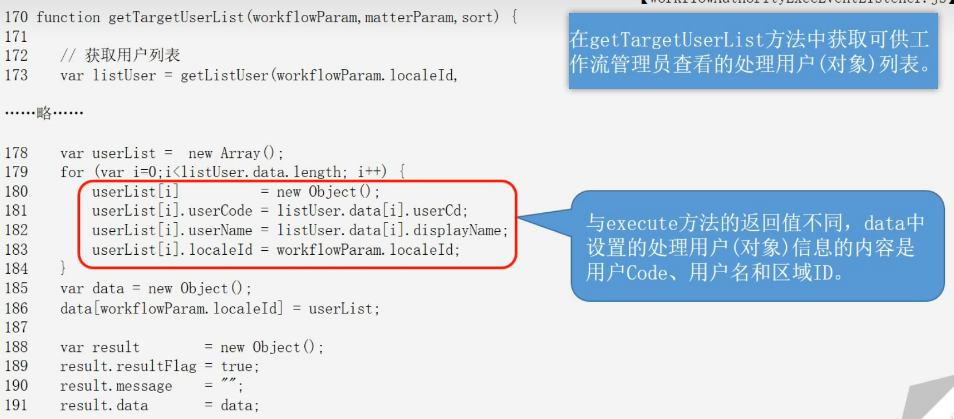 【WorkflowAuthorityExecEventListener.js】
170 function getTargetUserList(workflowParam,matterParam,sort) {
171
172     // 获取用户列表
173     var listUser = getListUser(workflowParam.localeId,
在getTargetUserList方法中获取可供工
作流管理员查看的处理用户(对象)列表。
……略……
178     var userList =  new Array();
179     for (var i=0;i<listUser.data.length; i++) {
180         userList[i]          = new Object();
181         userList[i].userCode = listUser.data[i].userCd;
182         userList[i].userName = listUser.data[i].displayName;
183         userList[i].localeId = workflowParam.localeId;
184     }
185     var data = new Object();
186     data[workflowParam.localeId] = userList;
187
188     var result         = new Object();
189     result.resultFlag = true;
190     result.message    = "";
191     result.data       = data;
与execute方法的返回值不同，data中
设置的处理用户(对象)信息的内容是
用户Code、用户名和区域ID。